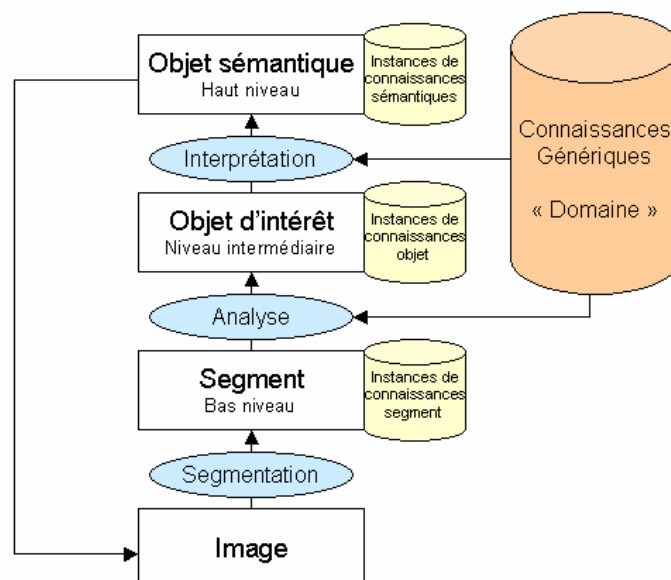 Objet sémantique
Haut niveau
Instances de
connaissances
sémantiques
Connaissances
Génériques
« Domaine »
Interprétation
Objet d'intérêt
Niveau intermédiaire
Instances de
connaissances
objet
Analyse
Segment
Bas niveau
Instances de
connaissances
segment
Segmentation
Image